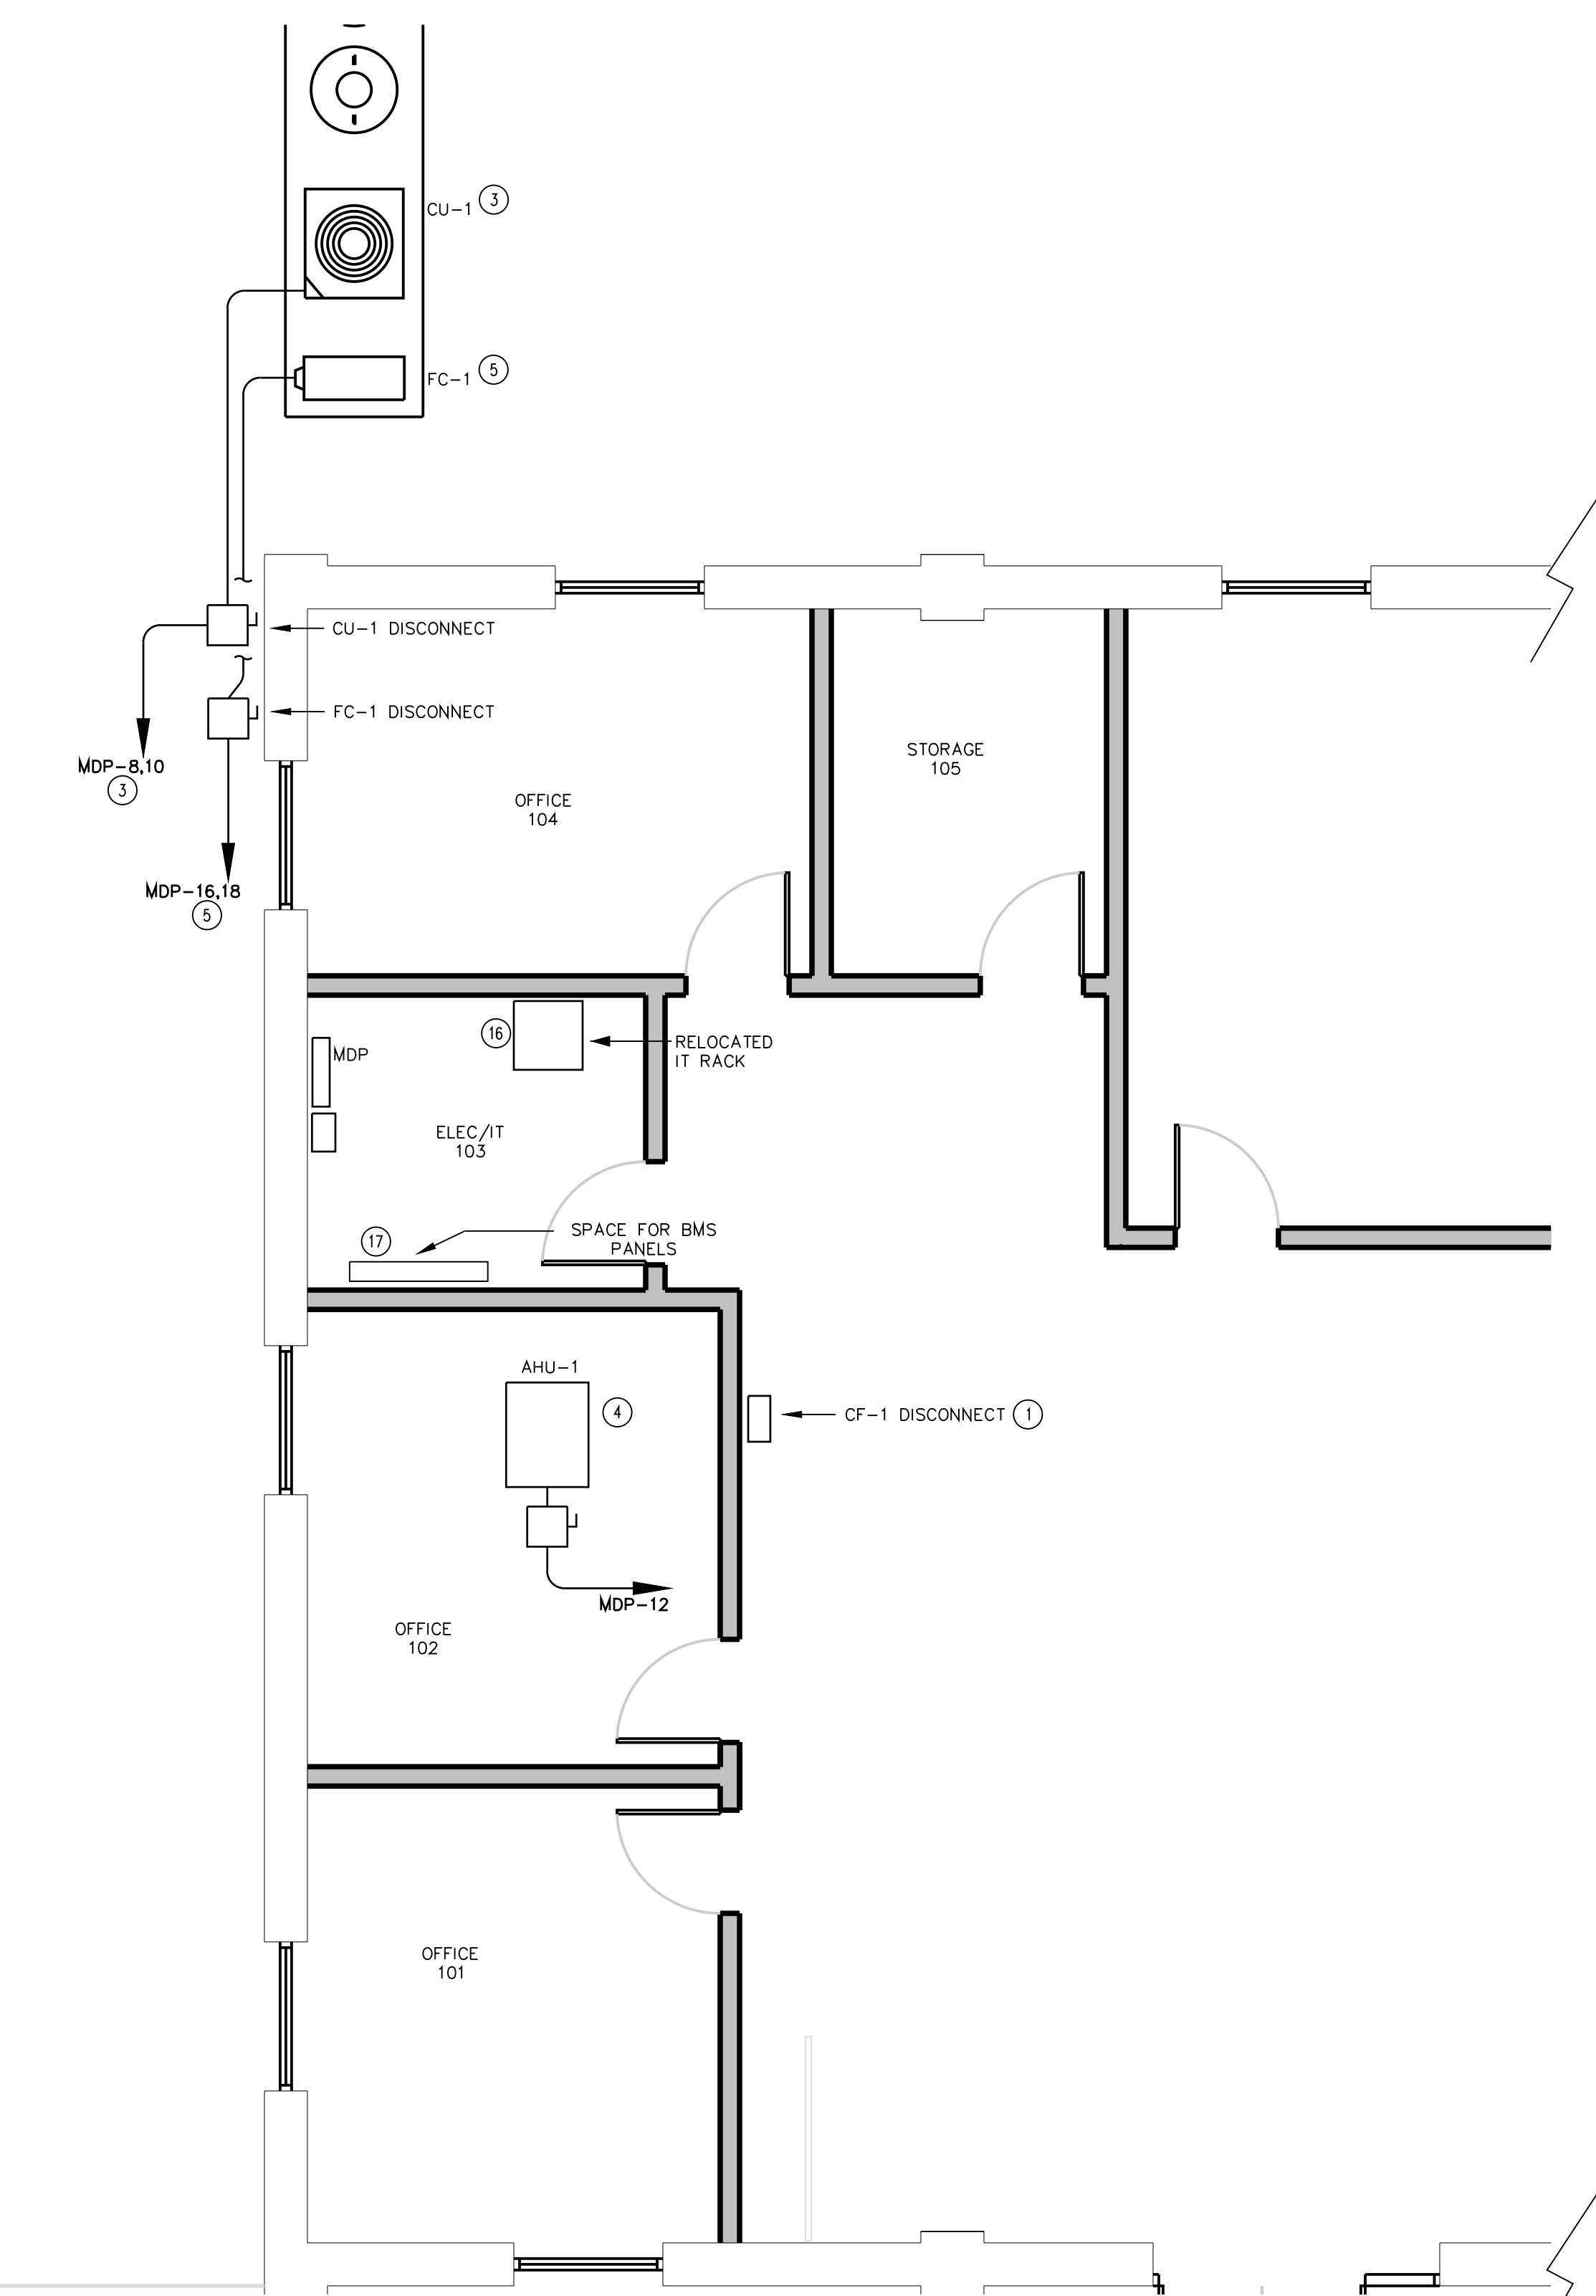 CU-1 3
FC-1 5
CU-1 DISCONNECT
FC-1 DISCONNECT
MDP-8,10
3
MDP-16,18
5
OFFICE
104
STORAGE
105
16
RELOCATED
IT RACK
MDP
ELEC/IT
103
17
SPACE FOR BMS
PANELS
AHU-1
4
CF-1 DISCONNECT 1
MDP-12
OFFICE
102
OFFICE
101